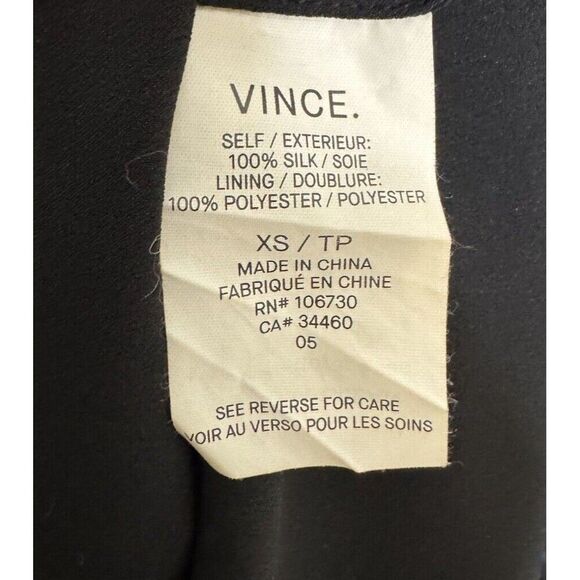 VINCE.
SELF / EXTERIEUR:
100% SILK / SOIE
LINING / DOUBLURE:
100% POLYESTER / POLYESTER
XS / TP
MADE IN CHINA
FABRIQUÉ EN CHINE
RN# 106730
CA# 34460
05
SEE REVERSE FOR CARE
VOIR AU VERSO POUR LES SOINS